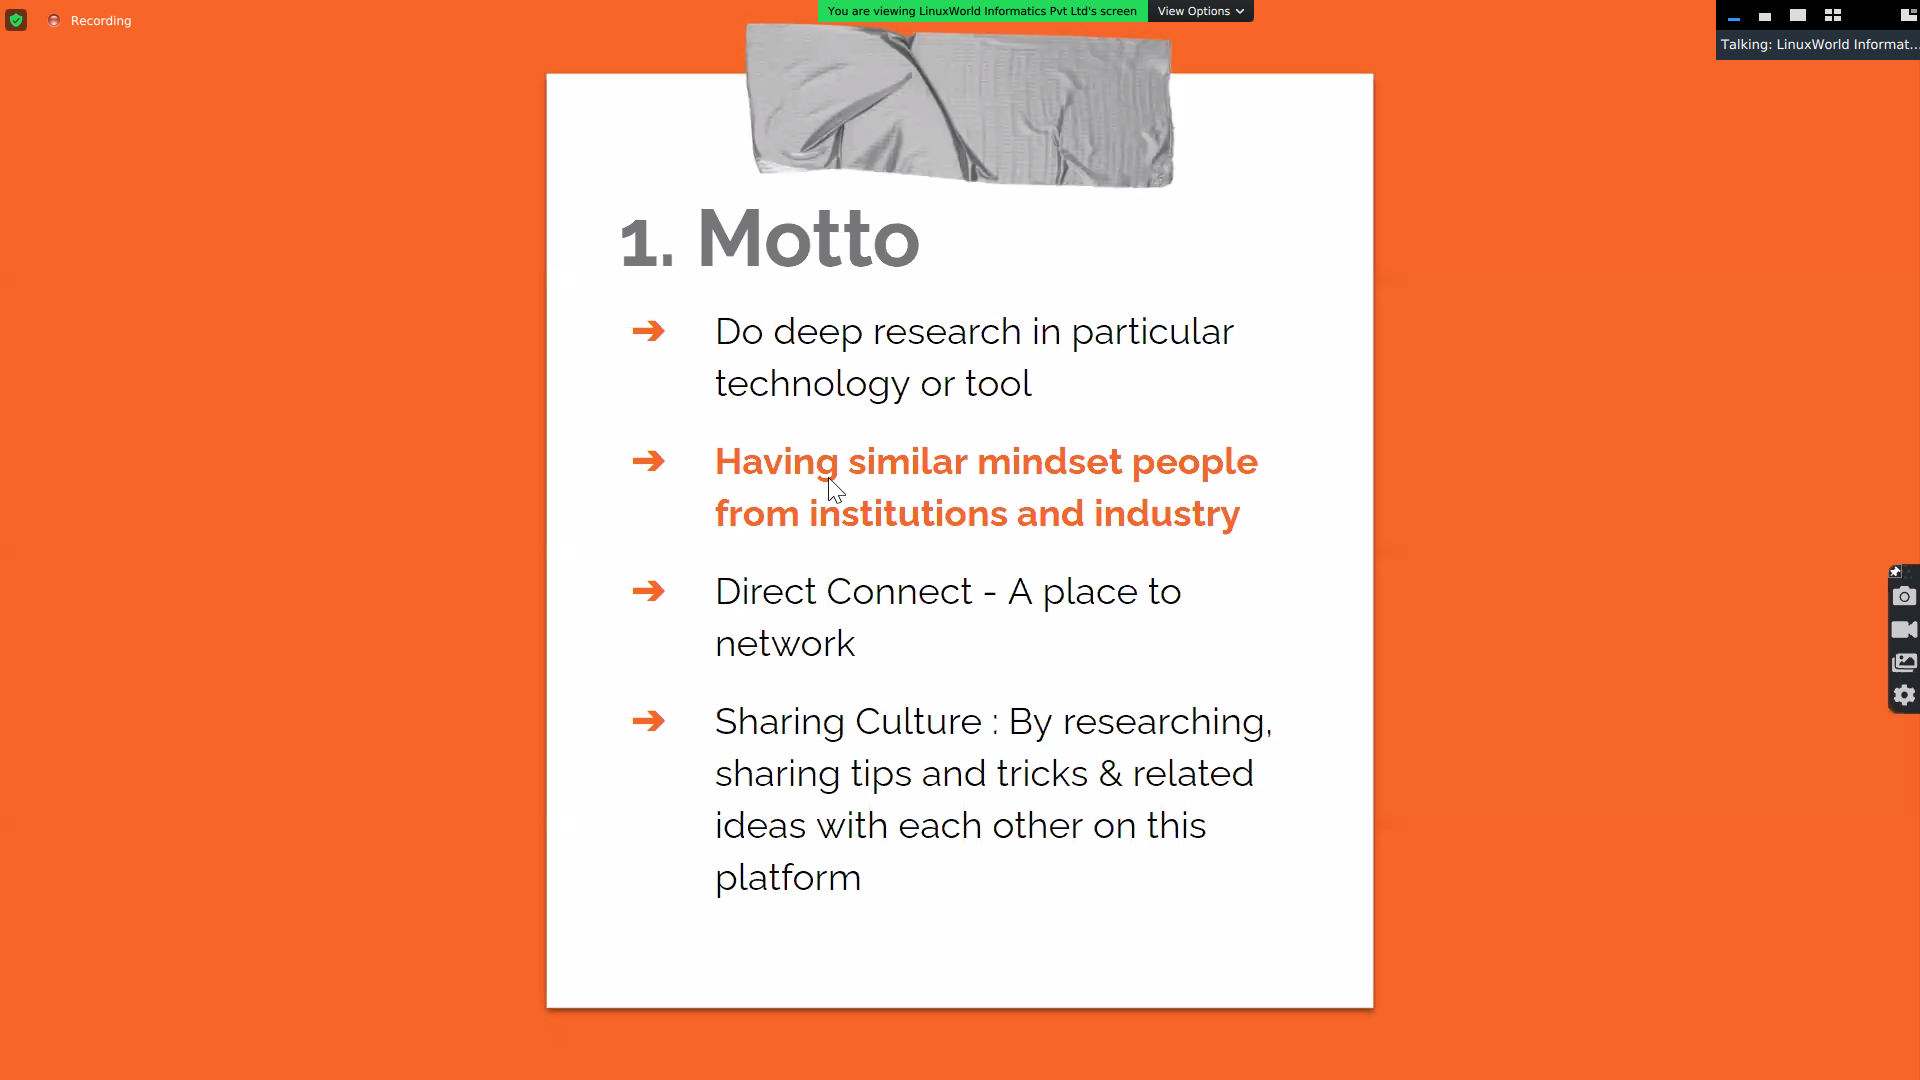 You are viewing LinuxWorld Informatics Pvt Ltd's screen
View Options
Recording
Talking: LinuxWorld Informat...
1. Motto
➔ Do deep research in particular
technology or tool
➔ Having similar mindset people
from institutions and industry
➔ Direct Connect - A place to
network
➔ Sharing Culture : By researching,
sharing tips and tricks & related
ideas with each other on this
platform